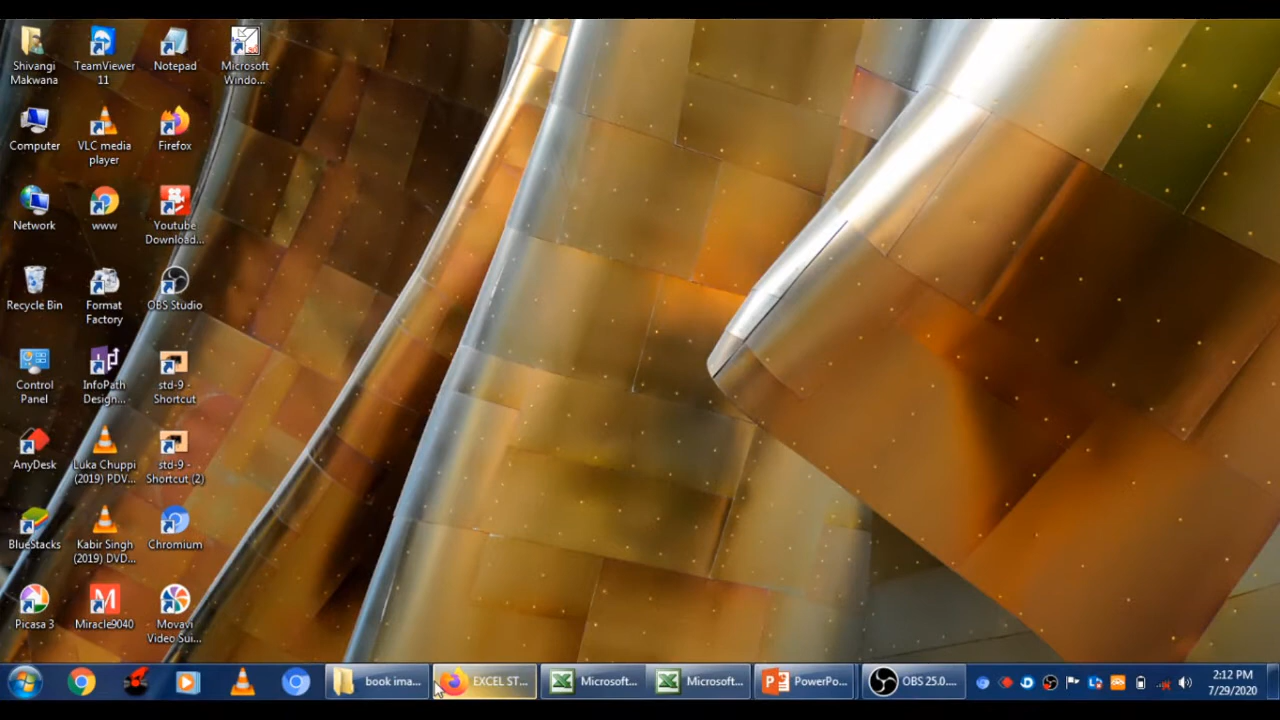 Shivangi
Makwana
TeamViewer
11
Notepad
Microsoft
Windo...
Computer
VLC media
player
Firefox
Network
www
Youtube
Download...
Recycle Bin
Format
Factory
OBS Studio
Control
Panel
InfoPath
Design...
std-9 -
Shortcut
AnyDesk
Luka Chuppi
(2019) PDV...
std-9 -
Shortcut (2)
BlueStacks
Kabir Singh
(2019) DVD...
Chromium
Picasa 3
Miracle9040
Movavi
Video Sui...
book ima...
EXCEL ST...
Microsoft...
Microsoft...
PowerPo...
OBS 25.0....
2:12 PM
7/29/2020